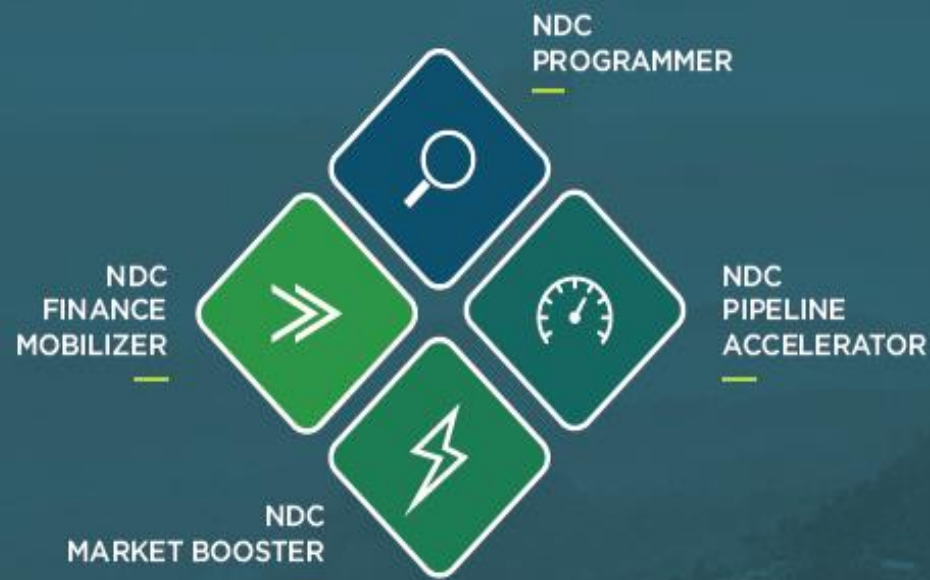 NDC
PROGRAMMER
NDC
FINANCE
MOBILIZER
NDC
PIPELINE
ACCELERATOR
NDC
MARKET BOOSTER